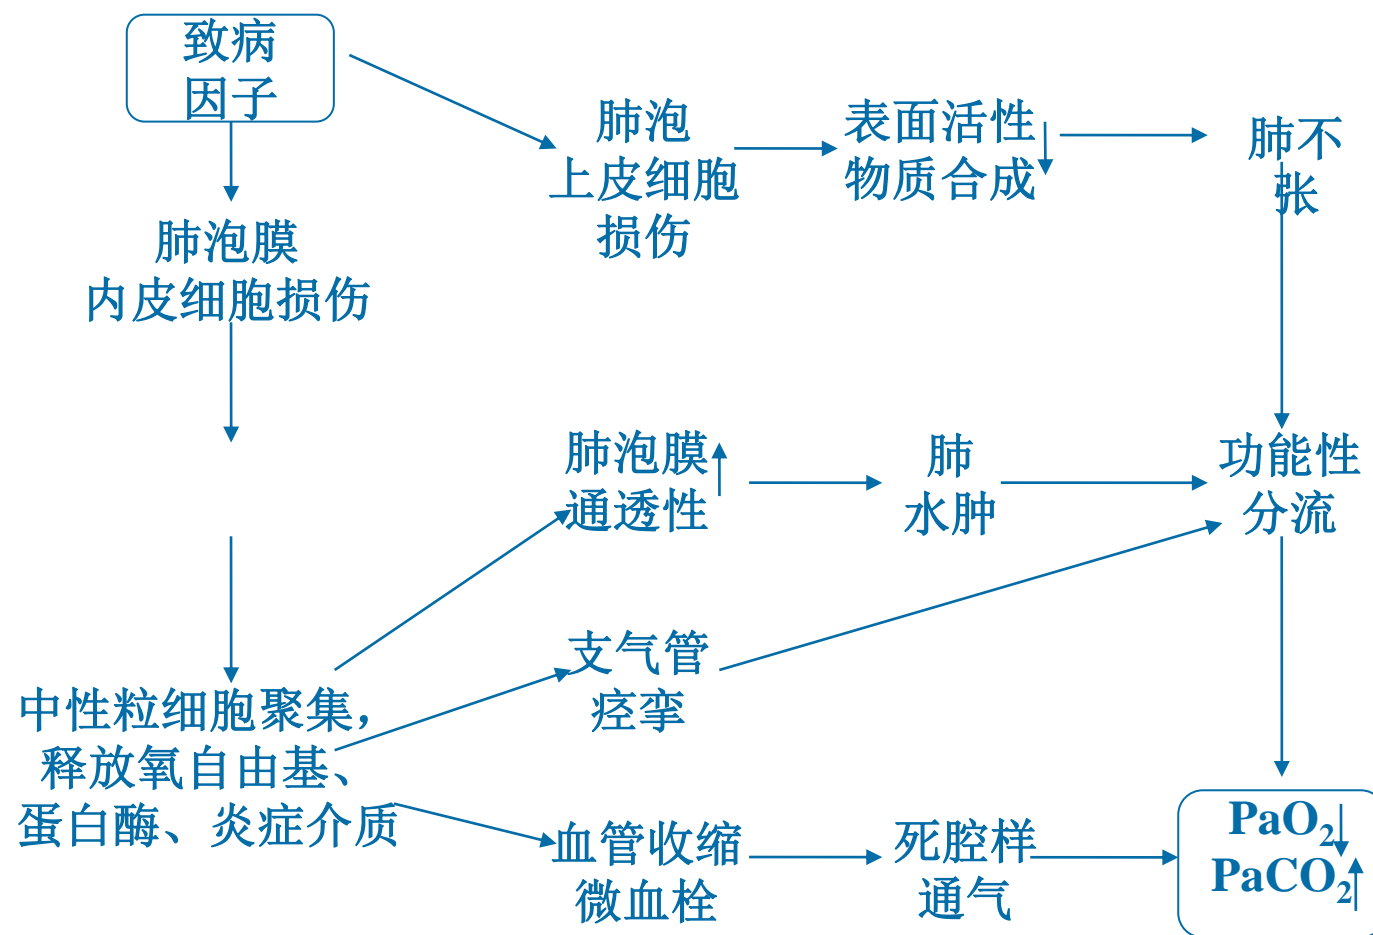 致病
因子
肺泡
上皮细胞
损伤
表面活性
物质合成
肺不
张
肺泡膜
内皮细胞损伤
肺泡膜
通透性
肺
水肿
功能性
分流
支气管
痉挛
中性粒细胞聚集，
释放氧自由基、
蛋白酶、炎症介质
血管收缩
微血栓
死腔样
通气
PaO₂
PaCO₂